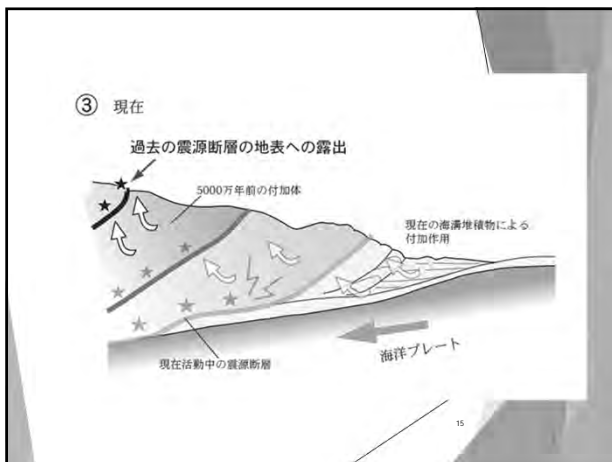 ③ 現在
過去の震源断層の地表への露出
5000万年前の付加体
現在の海溝堆積物による
付加作用
現在活動中の震源断層
海洋プレート
15